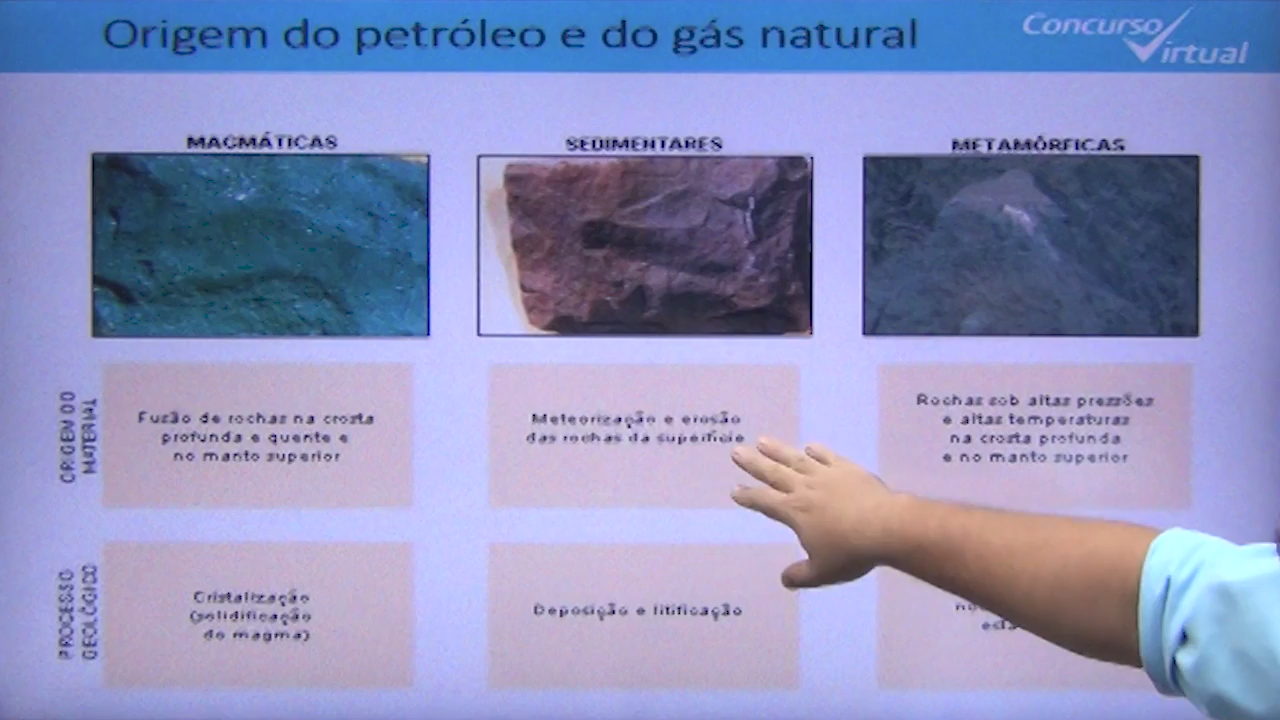 Origem do petróleo e do gás natural
Concurso
Virtual
MAGMÁTICAS
SEDIMENTARES
METAMÓRFICAS
ORIGEM DO
MATERIAL
Fusão de rochas na crosta
profunda e quente e
no manto superior
Meteorização e erosão
das rochas da superfície
Rochas sob altas pressões
e altas temperaturas
na crosta profunda
e no manto superior
PROCESSO
GEOLÓGICO
Cristalização
(solidificação
do magma)
Deposição e litificação